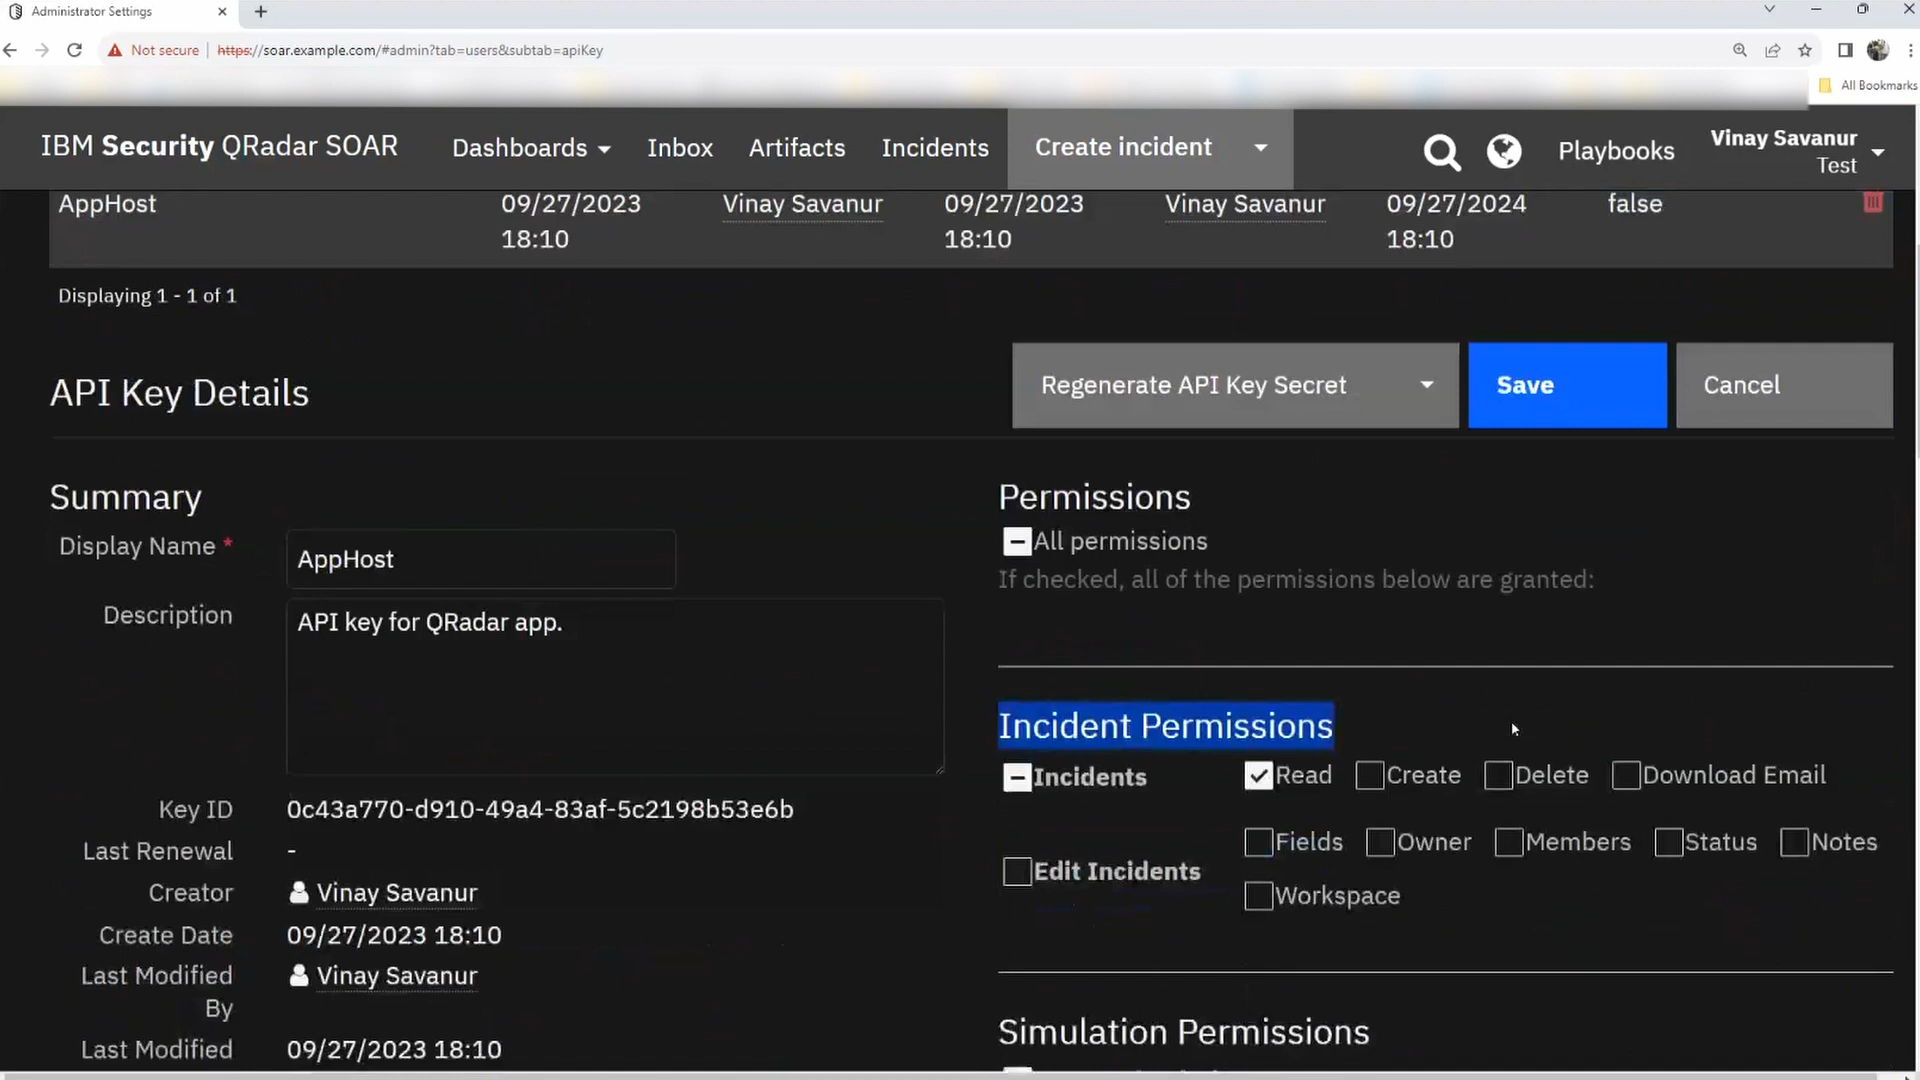 Administrator Settings
Not secure https://soar.example.com/#admin?tab=users&subtab=apiKey
All Bookmarks
IBM Security QRadar SOAR Dashboards Inbox Artifacts Incidents Create incident Playbooks Vinay Savanur
Test
AppHost 09/27/2023 Vinay Savanur 09/27/2023 Vinay Savanur 09/27/2024 false
18:10 18:10 18:10
Displaying 1 - 1 of 1
API Key Details Regenerate API Key Secret Save Cancel
Summary
Display Name * AppHost
Description API key for QRadar app.
Key ID 0c43a770-d910-49a4-83af-5c2198b53e6b
Last Renewal -
Creator Vinay Savanur
Create Date 09/27/2023 18:10
Last Modified Vinay Savanur
By
Last Modified 09/27/2023 18:10
Permissions
All permissions
If checked, all of the permissions below are granted:
Incident Permissions
Incidents Read Create Delete Download Email
Fields Owner Members Status Notes
Edit Incidents
Workspace
Simulation Permissions